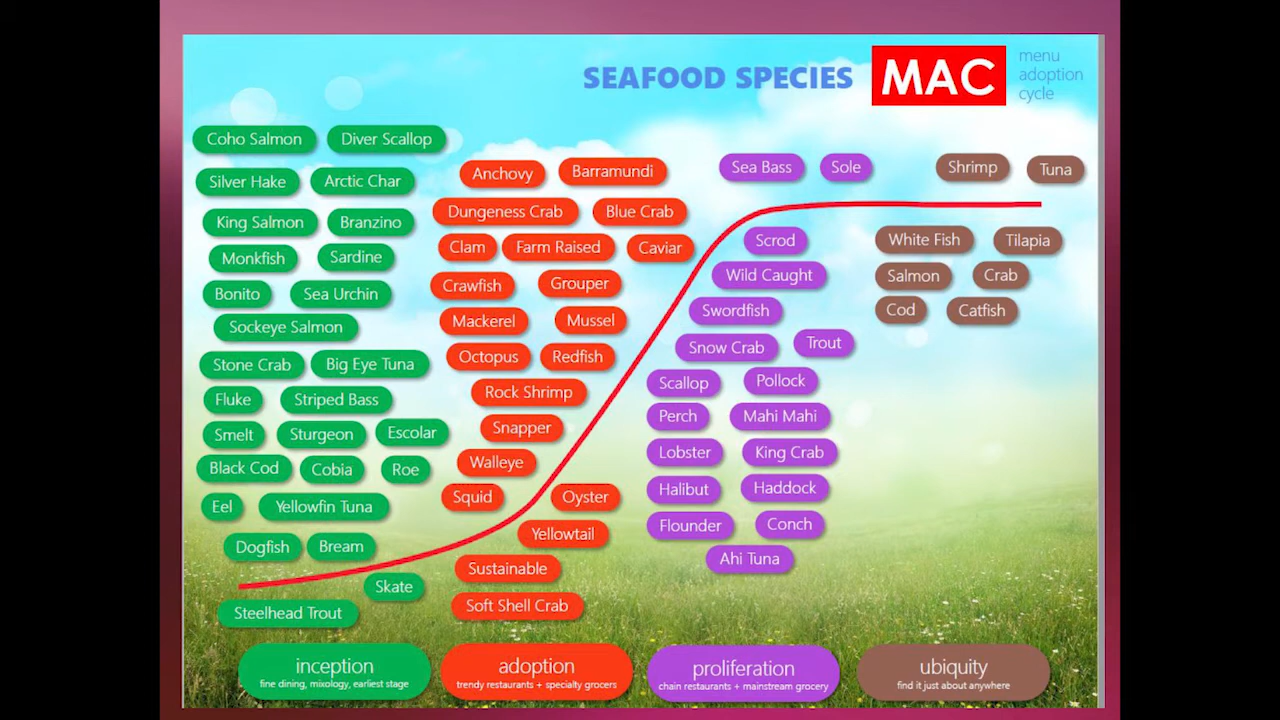 SEAFOOD SPECIES MAC menu
adoption
cycle
Coho Salmon Diver Scallop
Silver Hake Arctic Char
King Salmon Branzino
Monkfish Sardine
Bonito Sea Urchin
Sockeye Salmon
Stone Crab Big Eye Tuna
Fluke Striped Bass
Smelt Sturgeon Escolar
Black Cod Cobia Roe
Eel Yellowfin Tuna
Dogfish Bream
Skate
Steelhead Trout
Anchovy Barramundi
Dungeness Crab Blue Crab
Clam Farm Raised Caviar
Crawfish Grouper
Mackerel Mussel
Octopus Redfish
Rock Shrimp
Snapper
Walleye
Squid Oyster
Yellowtail
Sustainable
Soft Shell Crab
Sea Bass Sole
Scrod
Wild Caught
Swordfish
Snow Crab Trout
Scallop Pollock
Perch Mahi Mahi
Lobster King Crab
Halibut Haddock
Flounder Conch
Ahi Tuna
Shrimp Tuna
White Fish Tilapia
Salmon Crab
Cod Catfish
inception
fine dining, mixology, earliest stage
adoption
trendy restaurants + specialty grocers
proliferation
chain restaurants + mainstream grocery
ubiquity
find it just about anywhere